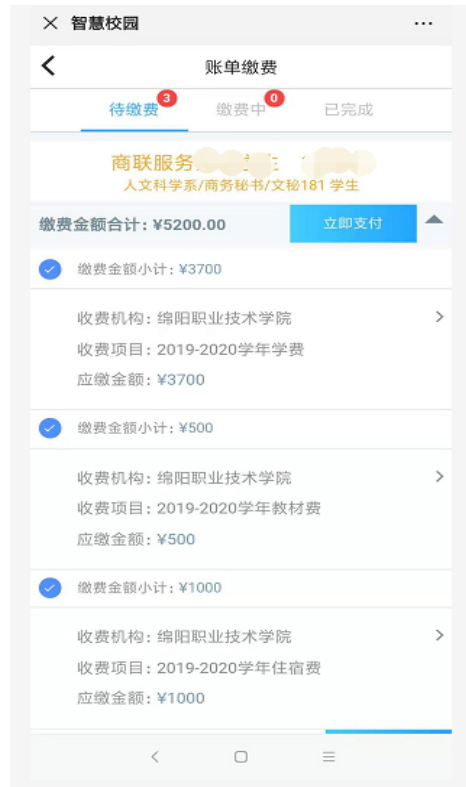 智慧校园
账单缴费
待缴费 3 缴费中 0 已完成
商联服务
人文科学系/商务秘书/文秘181 学生
缴费金额合计: ¥5200.00 立即支付
缴费金额小计: ¥3700
收费机构: 绵阳职业技术学院
收费项目: 2019-2020学年学费
应缴金额: ¥3700
缴费金额小计: ¥500
收费机构: 绵阳职业技术学院
收费项目: 2019-2020学年教材费
应缴金额: ¥500
缴费金额小计: ¥1000
收费机构: 绵阳职业技术学院
收费项目: 2019-2020学年住宿费
应缴金额: ¥1000